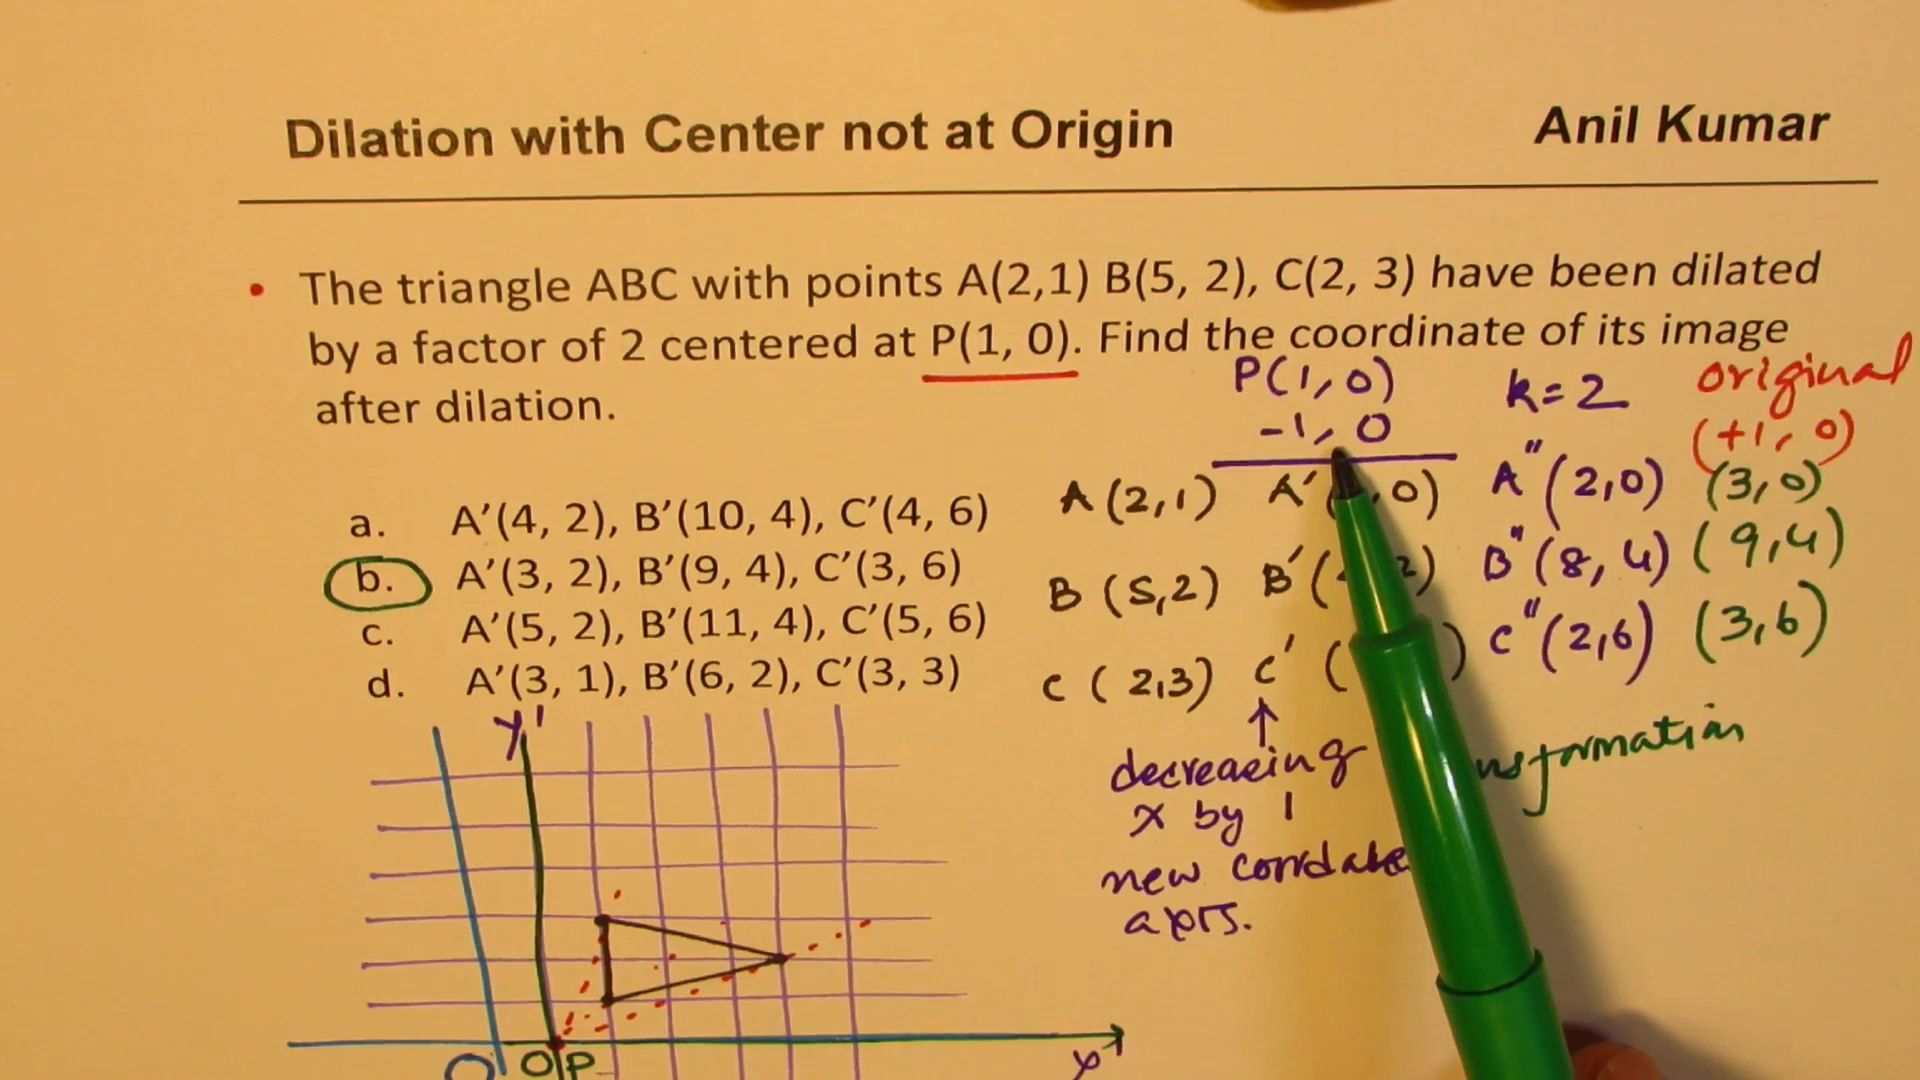 Dilation with Center not at Origin Anil Kumar
• The triangle ABC with points A(2,1) B(5, 2), C(2, 3) have been dilated
by a factor of 2 centered at P(1, 0). Find the coordinate of its image
after dilation.
P(1, 0) k=2 original
-1, 0 (+1, 0)
a. A′(4, 2), B′(10, 4), C′(4, 6)
b. A′(3, 2), B′(9, 4), C′(3, 6)
c. A′(5, 2), B′(11, 4), C′(5, 6)
d. A′(3, 1), B′(6, 2), C′(3, 3)
A (2,1) A′( ,0) A″(2,0) (3,0)
B (5,2) B′( 2) B″(8, 4) (9,4)
C ( 2,3) C′ ( ) C″(2,6) (3,6)
decreaeing nsformation
x by 1
new
axis.
Y′
O O P x